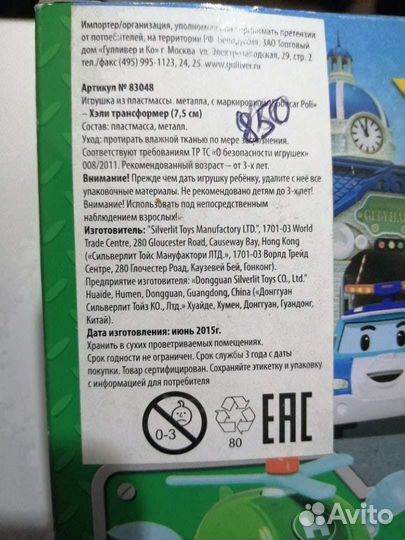 Импортер/организация, уполномоченная принимать претензии
от потребителей, на территории РФ, Белоруссии, ЗАО Торговый
дом «Гулливер и Ко» г. Москва ул. Электрозаводская, 29, стр. 2
тел./факс (495) 995-1123, 24, 25. www.gulliver.ru
Артикул № 83048
Игрушка из пластмассы, металла, с маркировкой «Robocar Poli»
– Хэли трансформер (7,5 см)
850
Состав: пластмасса, металл.
Уход: протирать влажной тканью по мере загрязнения.
Соответствуют требованиям ТР ТС «О безопасности игрушек»
008/2011. Рекомендованный возраст – от 3-х лет.
Внимание! Прежде чем дать игрушку ребёнку, удалите с неё все
упаковочные материалы. Не рекомендовано детям до 3-хлет!
Внимание! Использовать под непосредственным
наблюдением взрослых!
Изготовитель: "Silverlit Toys Manufactory LTD.", 1701-03 World
Trade Centre, 280 Gloucester Road, Causeway Bay, Hong Kong
(«Сильверлит Тойс Мануфактори ЛТД.», 1701-03 Ворлд Трейд
Сентре, 280 Глочестер Роад, Каузевей Бей, Гонконг).
Предприятие изготовителя: «Dongguan Silverlit Toys CO., Ltd.»
Huaide, Humen, Dongguan, Guangdong, China («Донггуан
Сильверлит Тойз КО., Лтд.» Хуайде, Хумен, Донгуан, Гуандонг,
Китай).
Дата изготовления: июнь 2015г.
Хранить в сухих проветриваемых помещениях.
Срок годности не ограничен. Срок службы 3 года с даты
покупки. Товар сертифицирован. Сохраняйте этикетку и упаковку
с информацией для потребителя
0-3
80
EAC
CITY HA
H
Avito